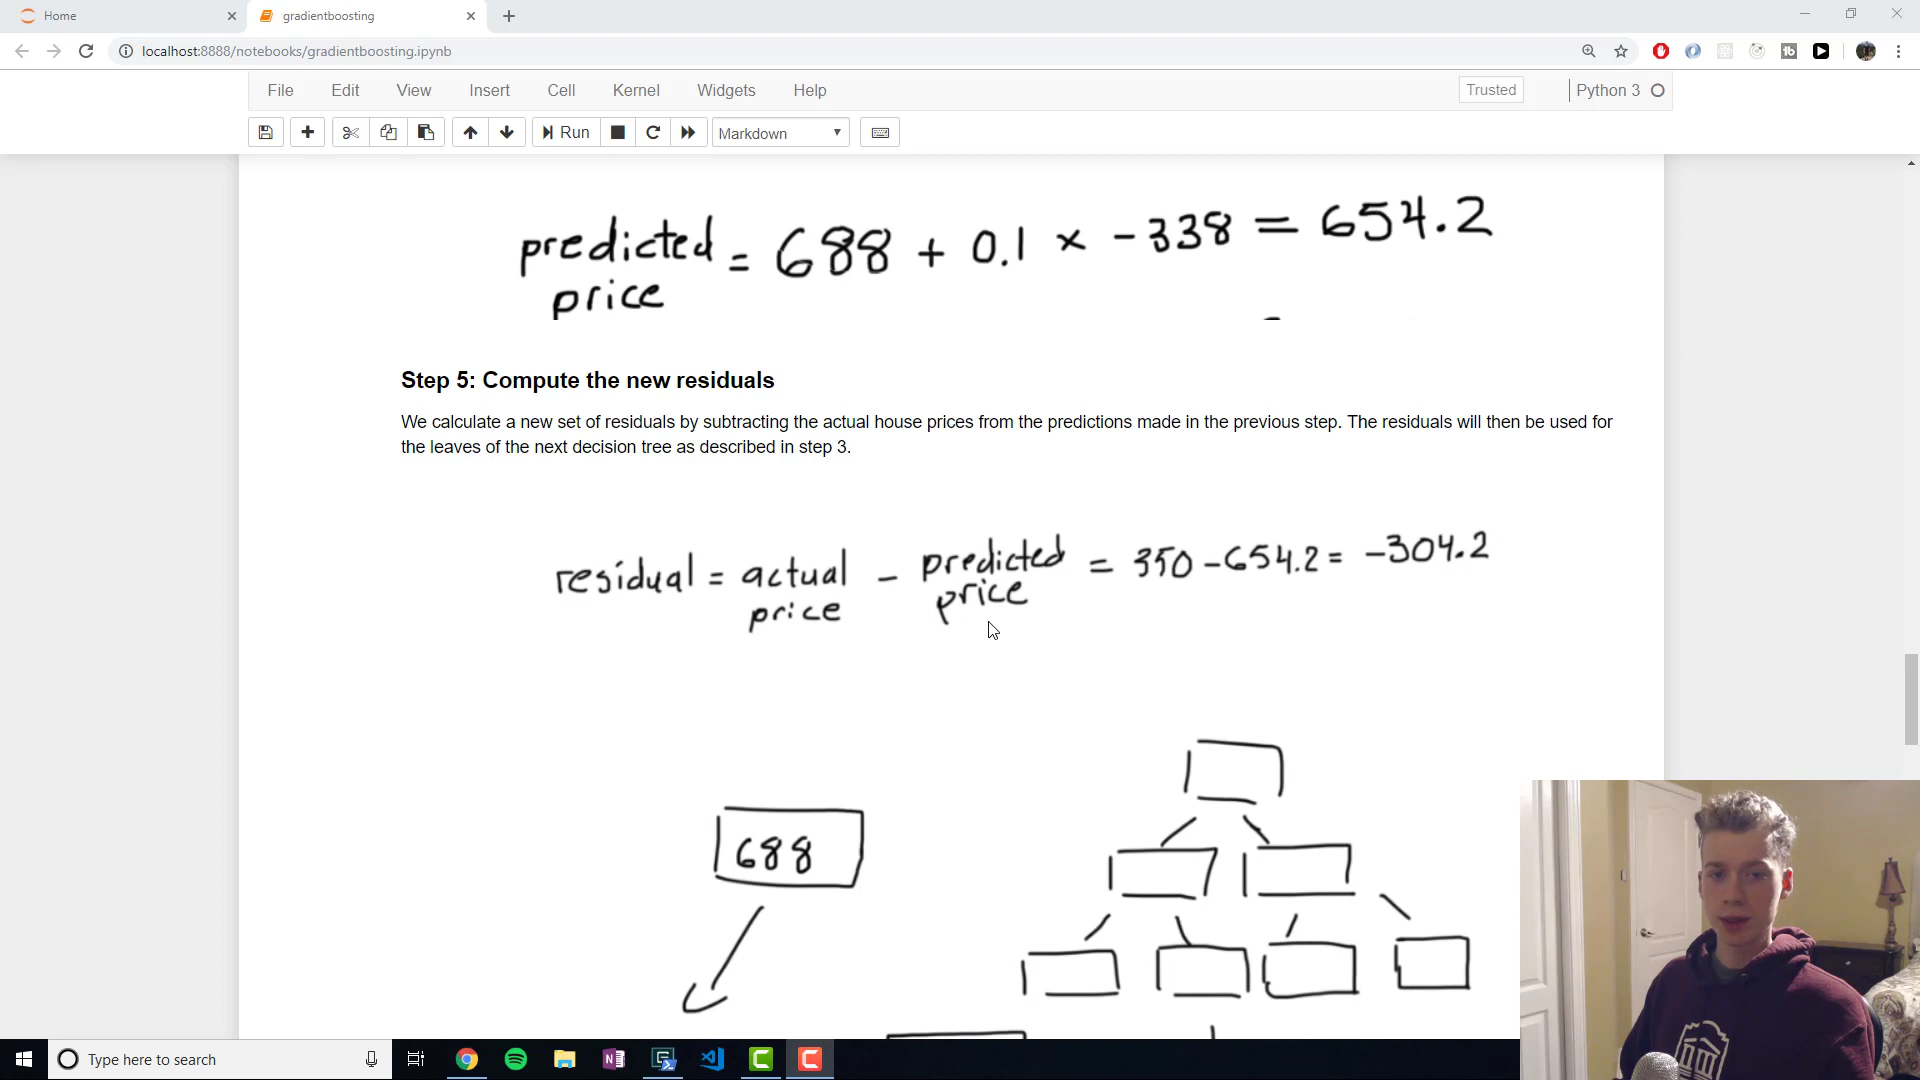 Home
gradientboosting
localhost:8888/notebooks/gradientboosting.ipynb
File Edit View Insert Cell Kernel Widgets Help Trusted Python 3
Run Markdown
predicted price = 688 + 0.1 × -338 = 654.2
Step 5: Compute the new residuals
We calculate a new set of residuals by subtracting the actual house prices from the predictions made in the previous step. The residuals will then be used for
the leaves of the next decision tree as described in step 3.
residual = actual price - predicted price = 350 - 654.2 = -304.2
688
Type here to search